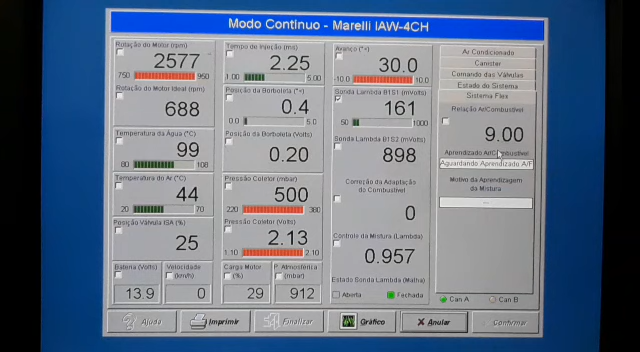 Modo Contínuo - Marelli IAW-4CH
Rotação do Motor (rpm)
2577
750 950
Rotação do Motor Ideal (rpm)
688
Temperatura da Água (°C)
99
80 108
Temperatura do Ar (°C)
44
20 70
Posição Válvula ISA (%)
25
Bateria (Volts)
13.9
Velocidade (km/h)
0
Tempo de Injeção (ms)
2.25
1.00 5.00
Posição da Borboleta (°)
0.4
0.0 5.0
Posição da Borboleta (Volts)
0.20
Pressão Coletor (mbar)
500
220 380
Pressão Coletor (Volts)
2.13
1.10 2.10
Carga Motor (%)
29
P. Atmosférica (mbar)
912
Avanço (°)
30.0
-10.0 10.0
Sonda Lambda B1S1 (mVolts)
161
50 1000
Sonda Lambda B1S2 (mVolts)
898
Correção da Adaptação
do Combustível
0
Controle da Mistura (Lambda)
0.957
Estado Sonda Lambda (Malha)
Aberta Fechada
Ar Condicionado
Canister
Comando das Válvulas
Estado do Sistema
Sistema Flex
Relação Ar/Combustível
9.00
Aprendizado Ar/Combustível
Aguardando Aprendizado A/F
Motivo da Aprendizagem
da Mistura
...
Can A Can B
Ajuda Imprimir Finalizar Gráfico Anular Confirmar